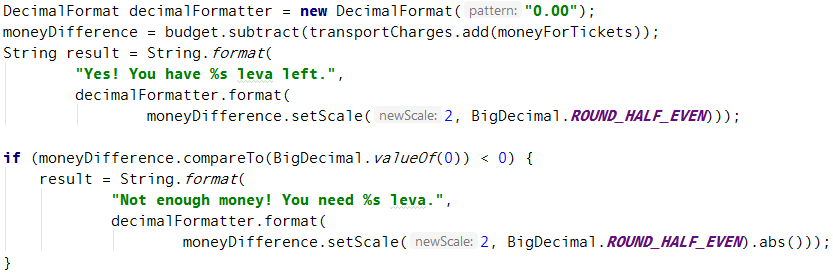 DecimalFormat decimalFormatter = new DecimalFormat( pattern: "0.00");
moneyDifference = budget.subtract(transportCharges.add(moneyForTickets));
String result = String.format(
"Yes! You have %s leva left.",
decimalFormatter.format(
moneyDifference.setScale( newScale: 2, BigDecimal.ROUND_HALF_EVEN)));
if (moneyDifference.compareTo(BigDecimal.valueOf(0)) < 0) {
result = String.format(
"Not enough money! You need %s leva.",
decimalFormatter.format(
moneyDifference.setScale( newScale: 2, BigDecimal.ROUND_HALF_EVEN).abs()));
}